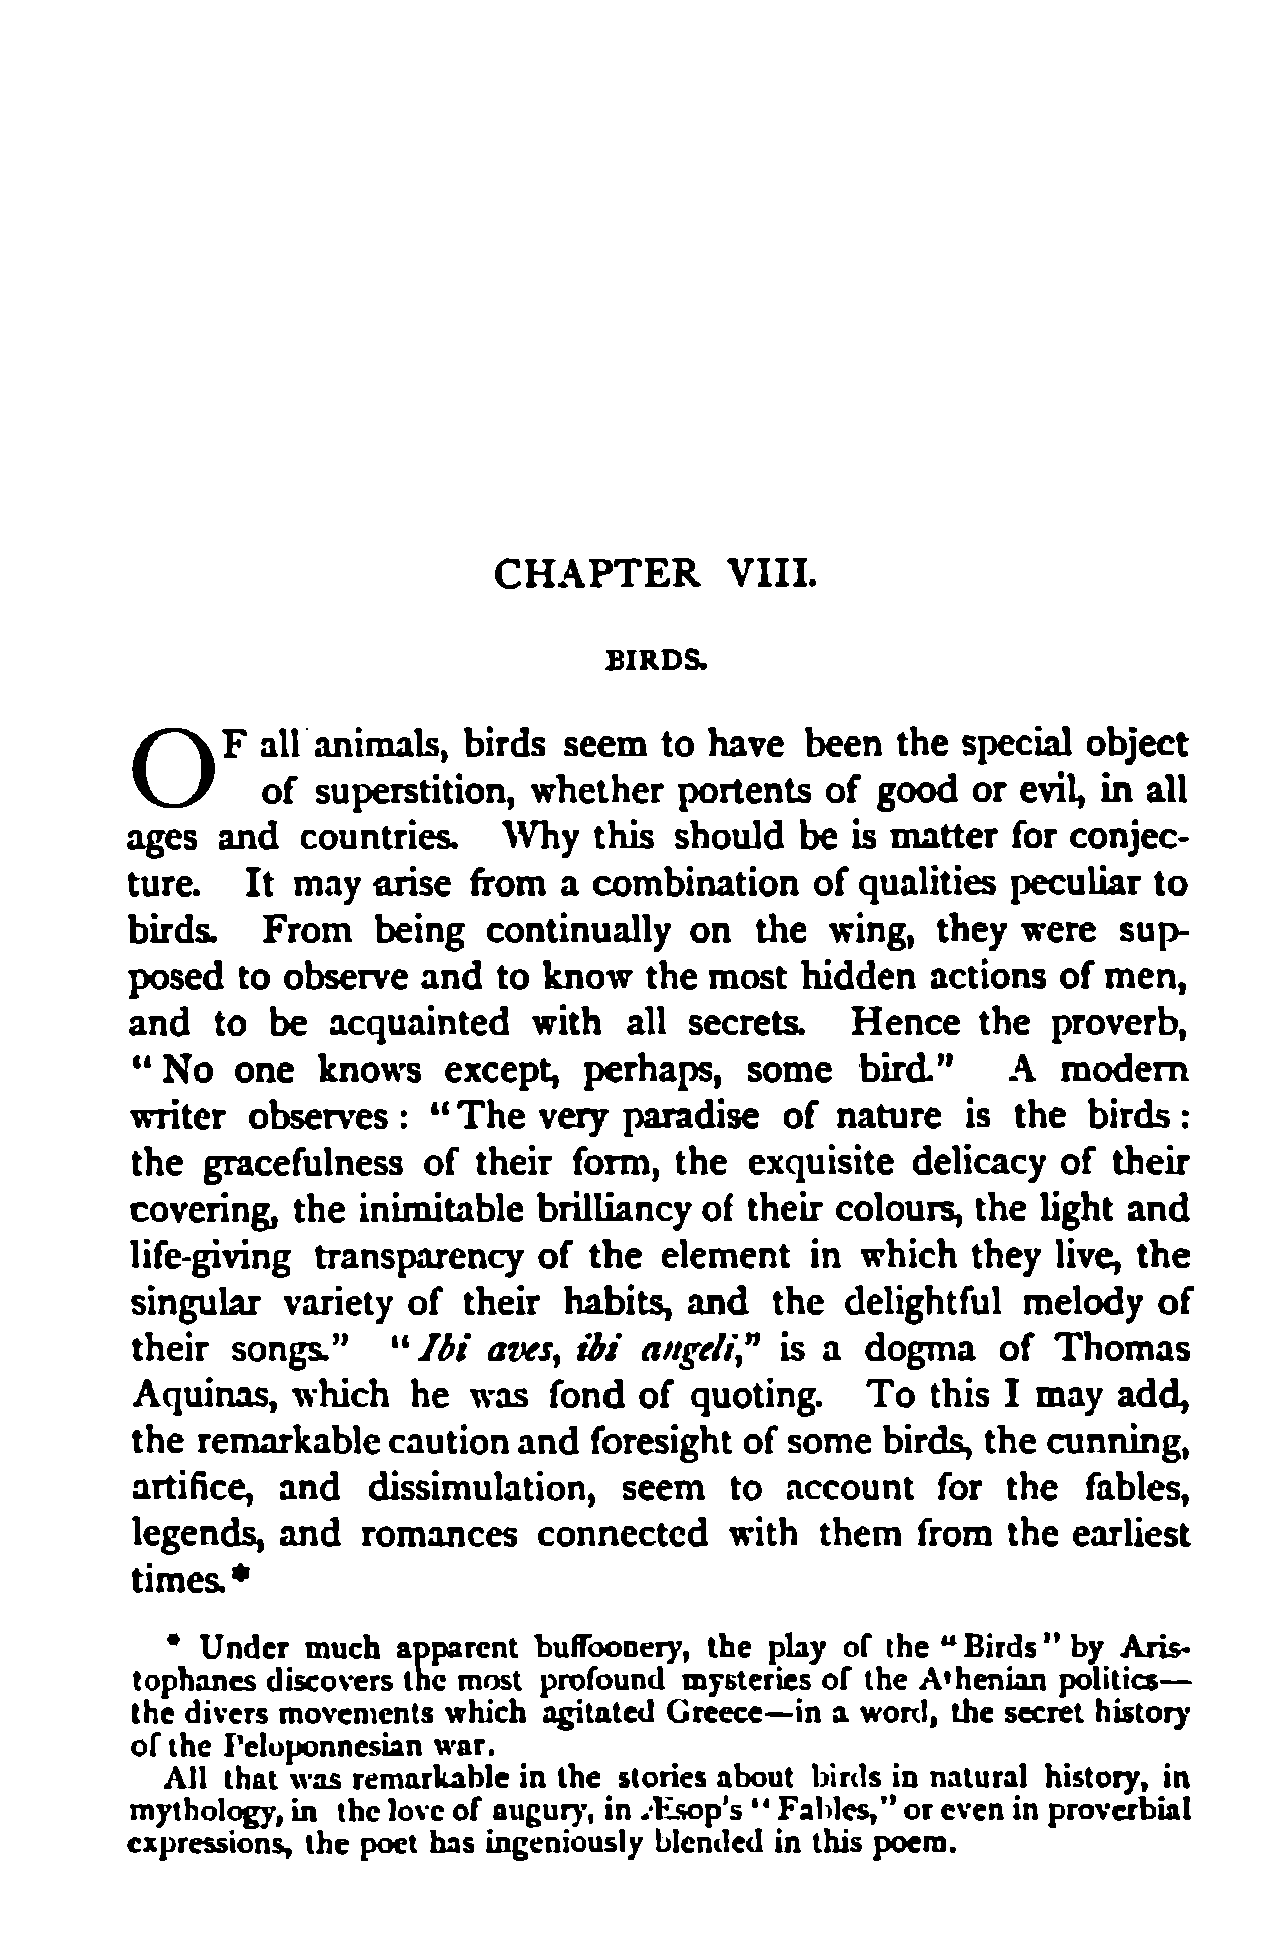 CHAPTER VIII.
BIRDS.
OF all animals, birds seem to have been the special object
of superstition, whether portents of good or evil, in all
ages and countries. Why this should be is matter for conjec-
ture. It may arise from a combination of qualities peculiar to
birds. From being continually on the wing, they were sup-
posed to observe and to know the most hidden actions of men,
and to be acquainted with all secrets. Hence the proverb,
“No one knows except, perhaps, some bird.” A modern
writer observes: “The very paradise of nature is the birds:
the gracefulness of their form, the exquisite delicacy of their
covering, the inimitable brilliancy of their colours, the light and
life-giving transparency of the element in which they live, the
singular variety of their habits, and the delightful melody of
their songs.” “Ibi aves, ibi angeli,” is a dogma of Thomas
Aquinas, which he was fond of quoting. To this I may add,
the remarkable caution and foresight of some birds, the cunning,
artifice, and dissimulation, seem to account for the fables,
legends, and romances connected with them from the earliest
times.*
* Under much apparent buffoonery, the play of the “Birds” by Aris-
tophanes discovers the most profound mysteries of the Athenian politics—
the divers movements which agitated Greece—in a word, the secret history
of the Peloponnesian war.
All that was remarkable in the stories about birds in natural history, in
mythology, in the love of augury, in Æsop's “Fables,” or even in proverbial
expressions, the poet has ingeniously blended in this poem.